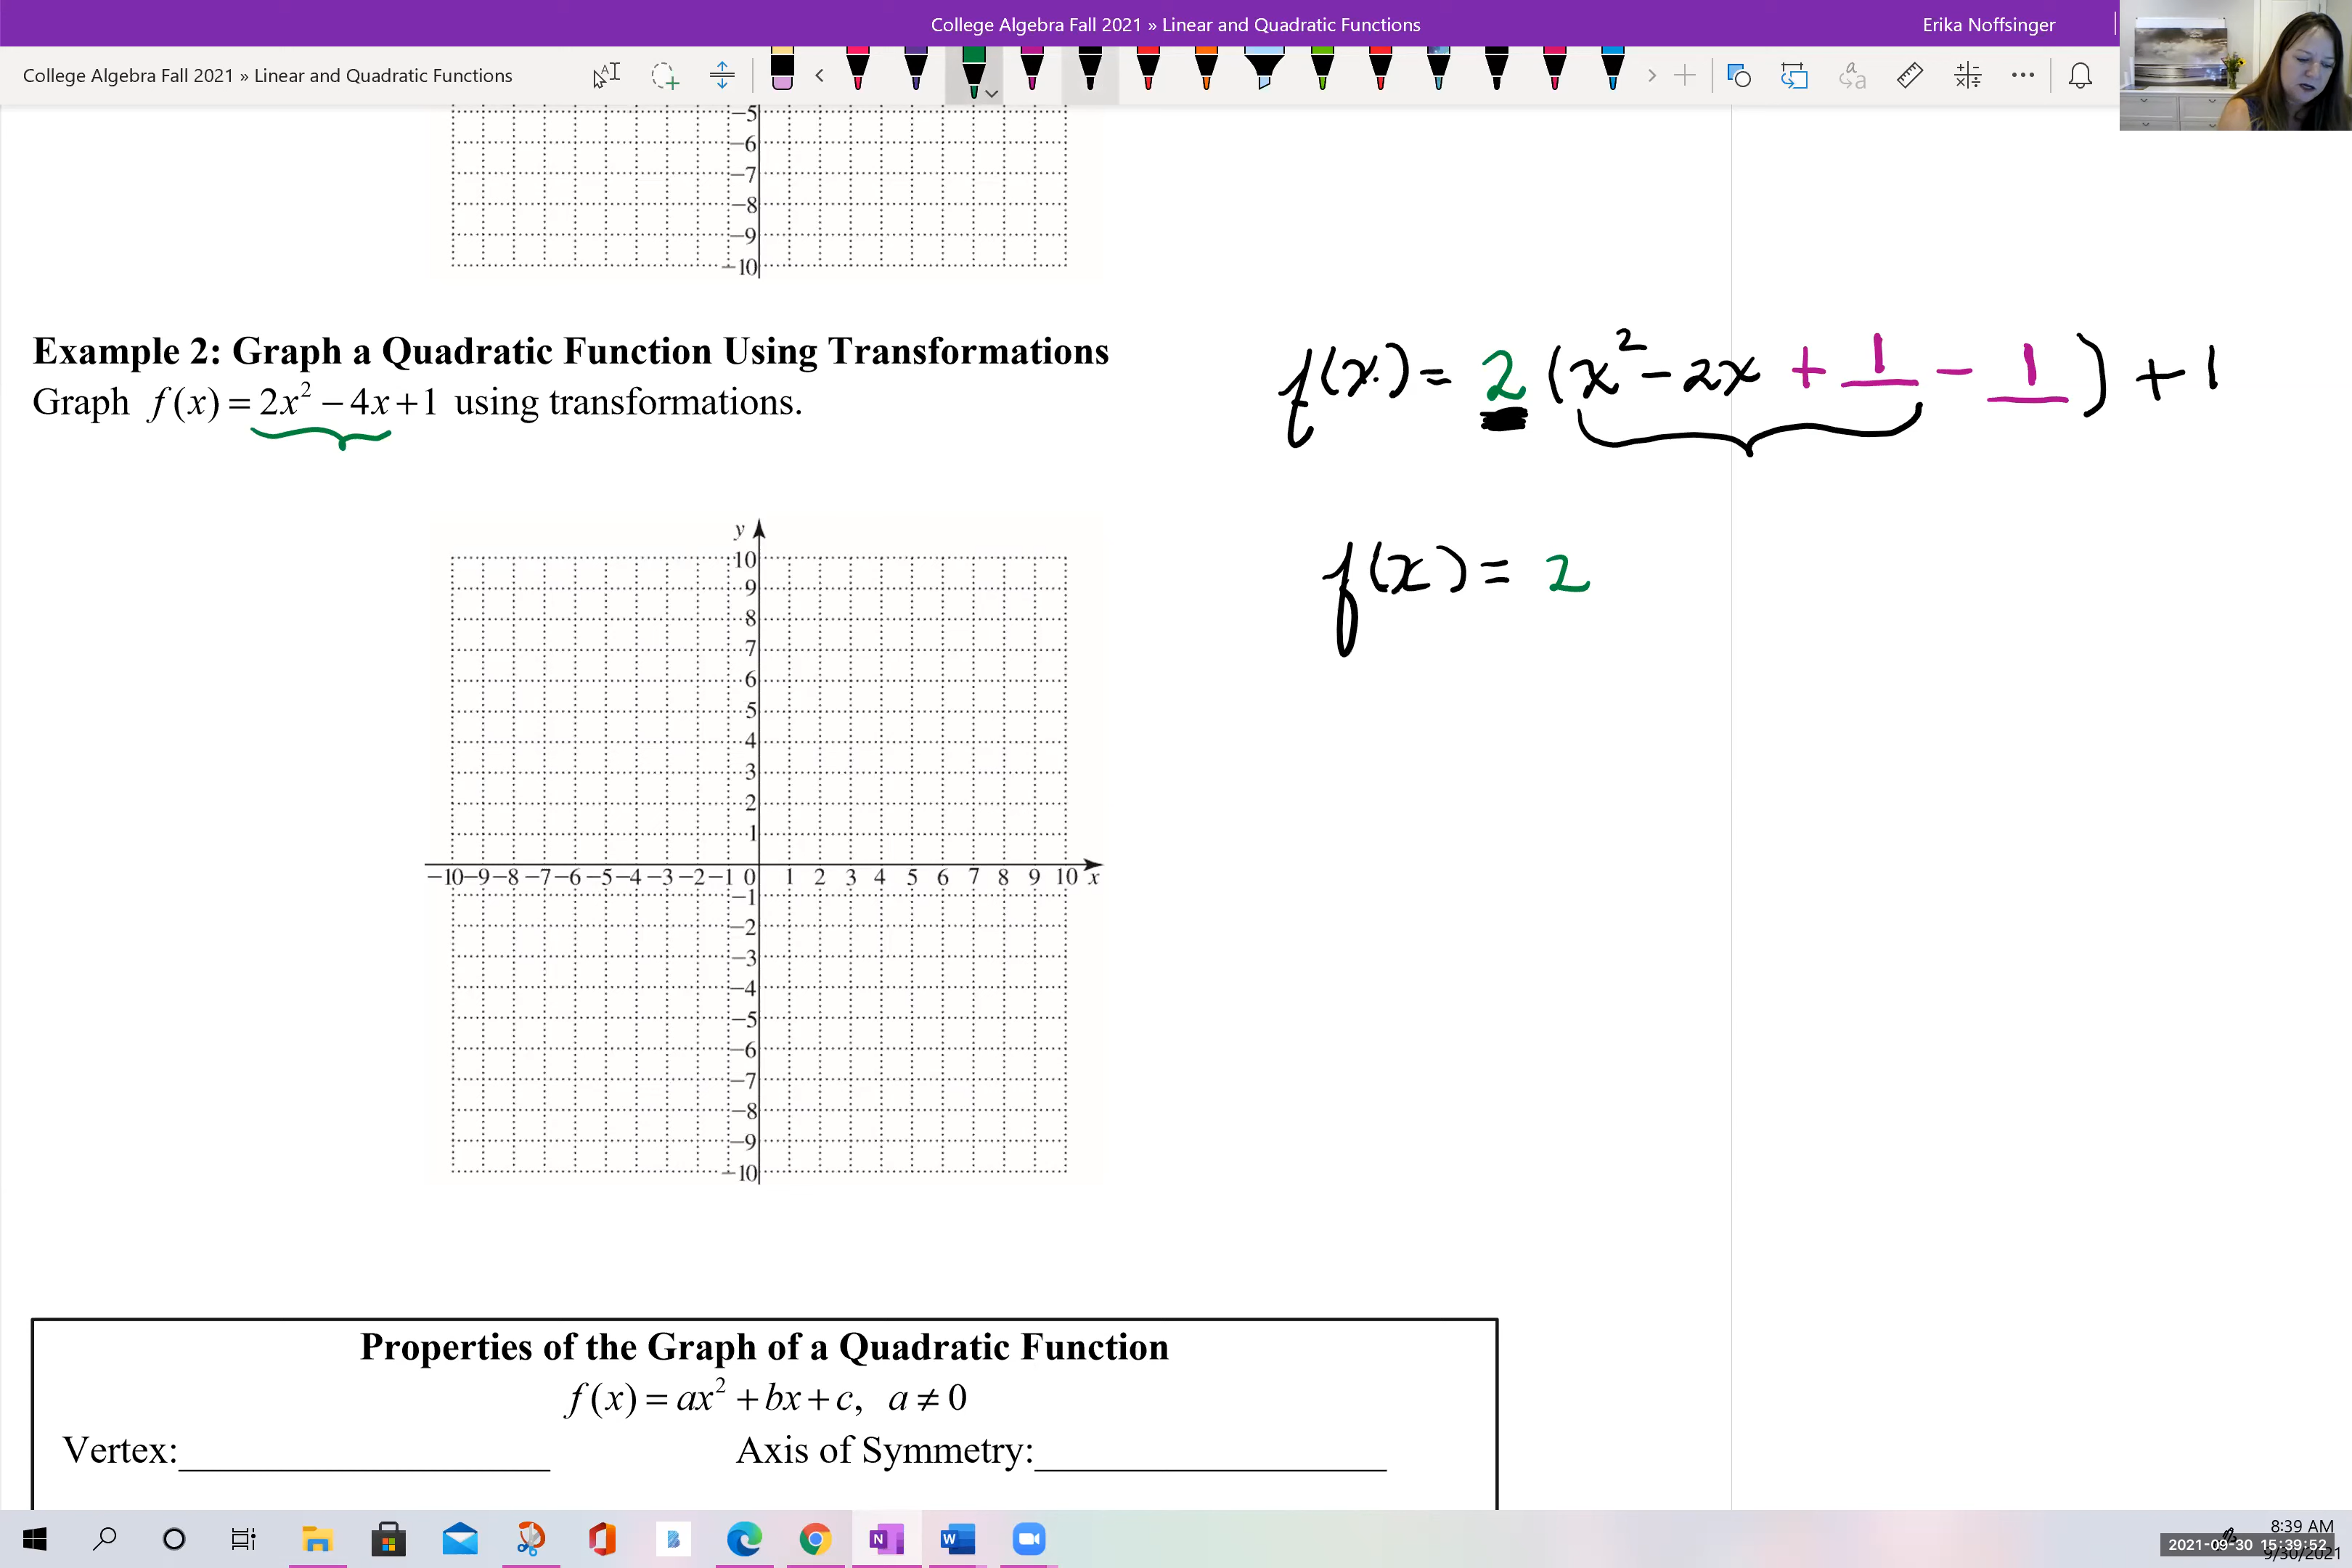 College Algebra Fall 2021 » Linear and Quadratic Functions
Erika Noffsinger
College Algebra Fall 2021 » Linear and Quadratic Functions
−5
−6
−7
−8
−9
−10
Example 2: Graph a Quadratic Function Using Transformations
Graph f(x) = 2x² − 4x + 1 using transformations.
f(x) = 2 (x² − 2x + 1 − 1) + 1
f(x) = 2
y
10
9
8
7
6
5
4
3
2
1
−10 −9 −8 −7 −6 −5 −4 −3 −2 −1 0 1 2 3 4 5 6 7 8 9 10 x
−1
−2
−3
−4
−5
−6
−7
−8
−9
−10
Properties of the Graph of a Quadratic Function
f(x) = ax² + bx + c, a ≠ 0
Vertex:____________________ Axis of Symmetry:____________________
8:39 AM
2021-09-30 15:39:52
9/30/2021